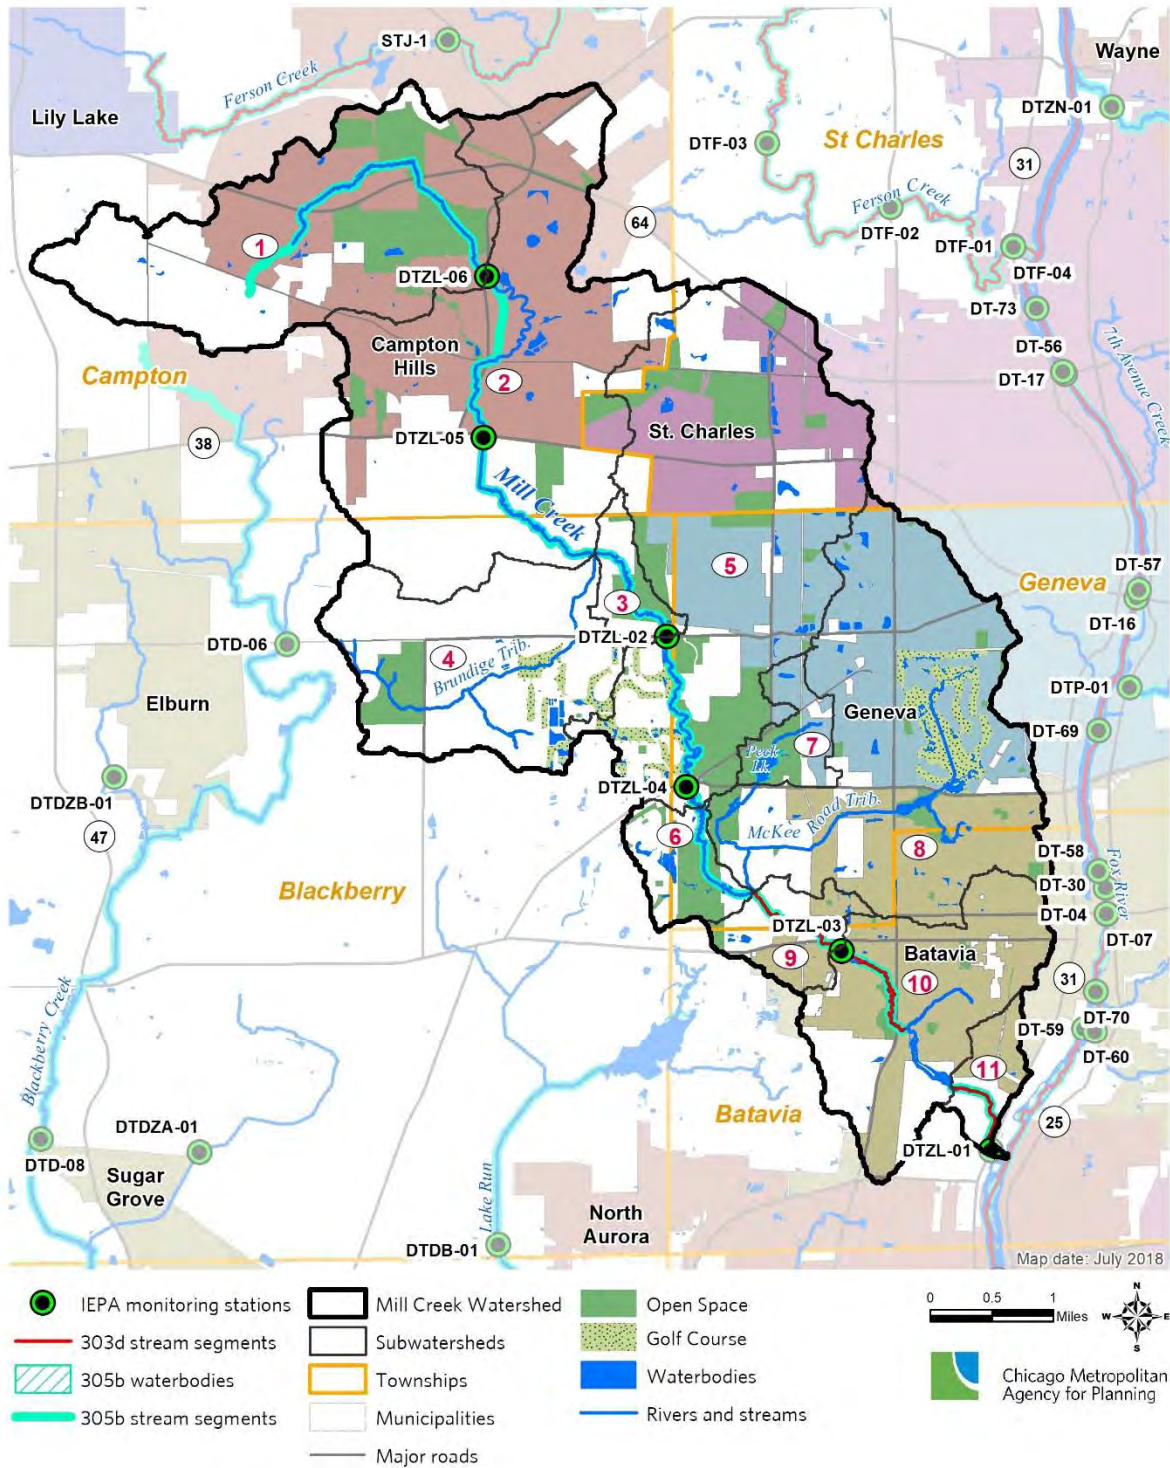 STJ-1
Wayne
Ferson Creek
Lily Lake
DTZN-01
DTF-03
St Charles
31
Ferson Creek
64
DTF-02
DTF-01
1
DTZL-06
DTF-04
DT-73
7th Avenue Creek
Campton
Hills
DT-56
Campton
2
DT-17
38
DTZL-05
St. Charles
Mill Creek
5
DT-57
Geneva
3
DT-16
DTD-06
DTZL-02
4
Brundige Trib.
DTP-01
Elburn
Geneva
DT-69
7
Peck
Lk.
DTDZB-01
DTZL-04
47
6
McKee Road Trib.
8
DT-58
Fox River
DT-30
Blackberry
DT-04
DTZL-03
DT-07
9
Batavia
10
31
Blackberry Creek
DT-70
DT-59
DT-60
11
Batavia
25
DTDZA-01
DTZL-01
DTD-08
Sugar
Grove
Lake Run
North
Aurora
DTDB-01
Map date: July 2018
IEPA monitoring stations
303d stream segments
305b waterbodies
305b stream segments
Mill Creek Watershed
Subwatersheds
Townships
Municipalities
Major roads
Open Space
Golf Course
Waterbodies
Rivers and streams
0 0.5 1
Miles
N
W E
S
Chicago Metropolitan
Agency for Planning